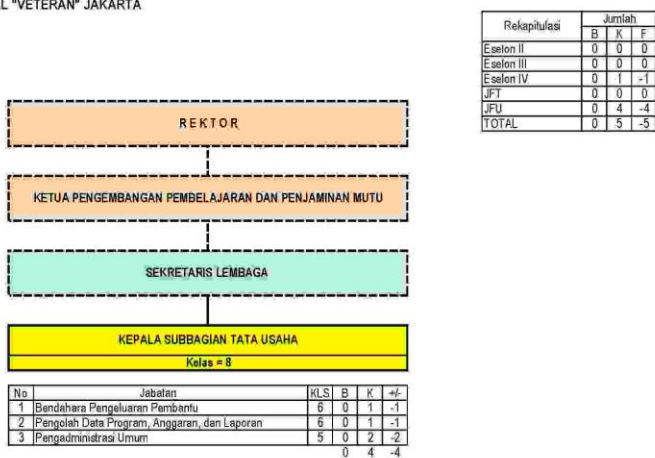 "VETERAN" JAKARTA
Rekapitulasi Jumlah
B K F
Eselon II 0 0 0
Eselon III 0 0 0
Eselon IV 0 1 -1
JFT 0 0 0
JFU 0 4 -4
TOTAL 0 5 -5
REKTOR
KETUA PENGEMBANGAN PEMBELAJARAN DAN PENJAMINAN MUTU
SEKRETARIS LEMBAGA
KEPALA SUBBAGIAN TATA USAHA
Kelas = 8
No Jabatan KLS B K +/-
1 Bendahara Pengeluaran Pembantu 6 0 1 -1
2 Pengolah Data Program, Anggaran, dan Laporan 6 0 1 -1
3 Pengadministrasi Umum 5 0 2 -2
0 4 -4